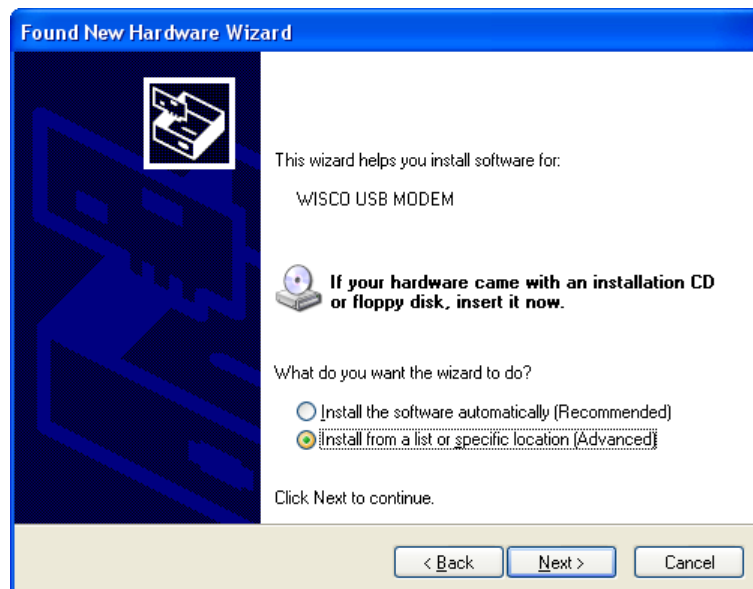 Found New Hardware Wizard
This wizard helps you install software for:
WISCO USB MODEM
If your hardware came with an installation CD
or floppy disk, insert it now.
What do you want the wizard to do?
Install the software automatically (Recommended)
Install from a list or specific location (Advanced)
Click Next to continue.
< Back
Next >
Cancel